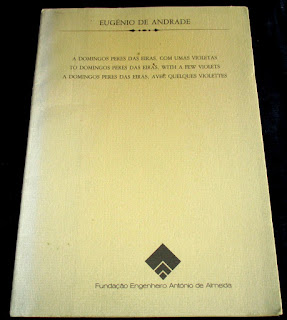 EUGÉNIO DE ANDRADE
A DOMINGOS PERES DAS EIRAS, COM UMAS VIOLETAS
TO DOMINGOS PERES DAS EIRAS, WITH A FEW VIOLETS
A DOMINGOS PERES DAS EIRAS, AVEC QUELQUES VIOLETTES
Fundação Engenheiro António de Almeida